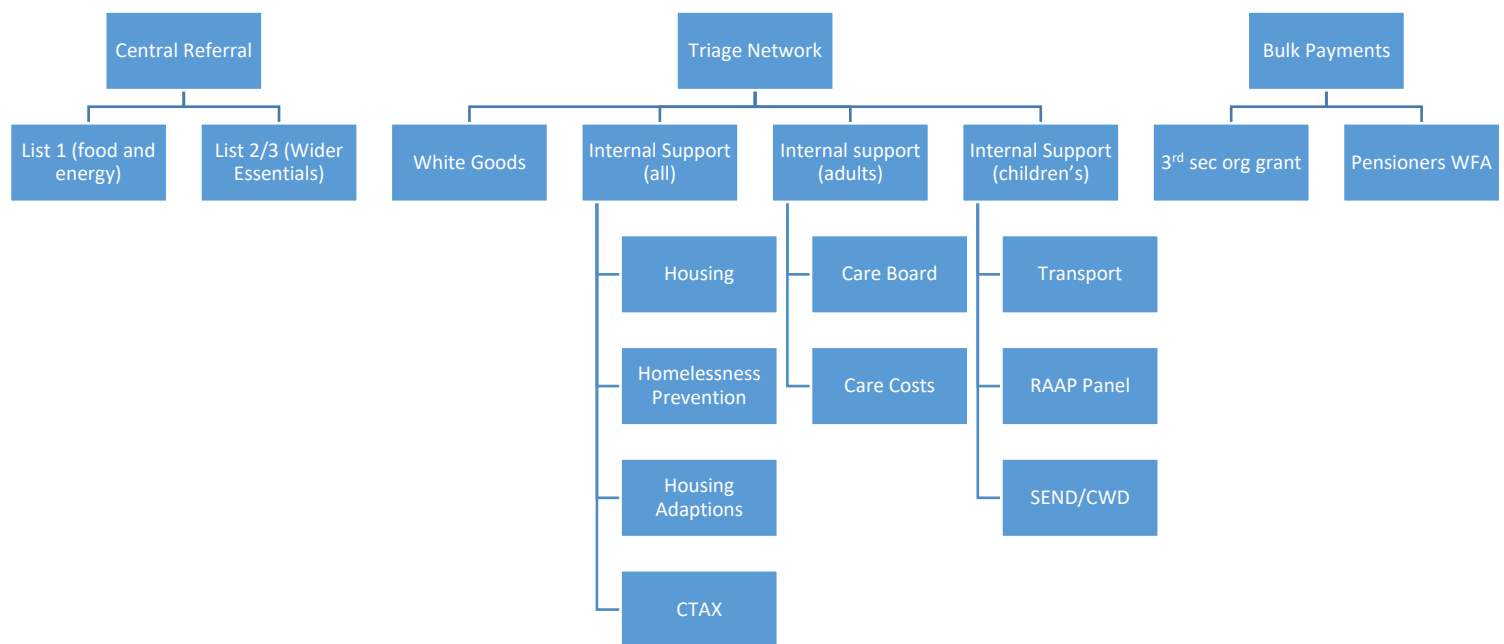 Central Referral
Triage Network
Bulk Payments
List 1 (food and
energy)
List 2/3 (Wider
Essentials)
White Goods
Internal Support
(all)
Internal support
(adults)
Internal Support
(children’s)
3rd sec org grant
Pensioners WFA
Housing
Care Board
Transport
Homelessness
Prevention
Care Costs
RAAP Panel
Housing
Adaptions
SEND/CWD
CTAX